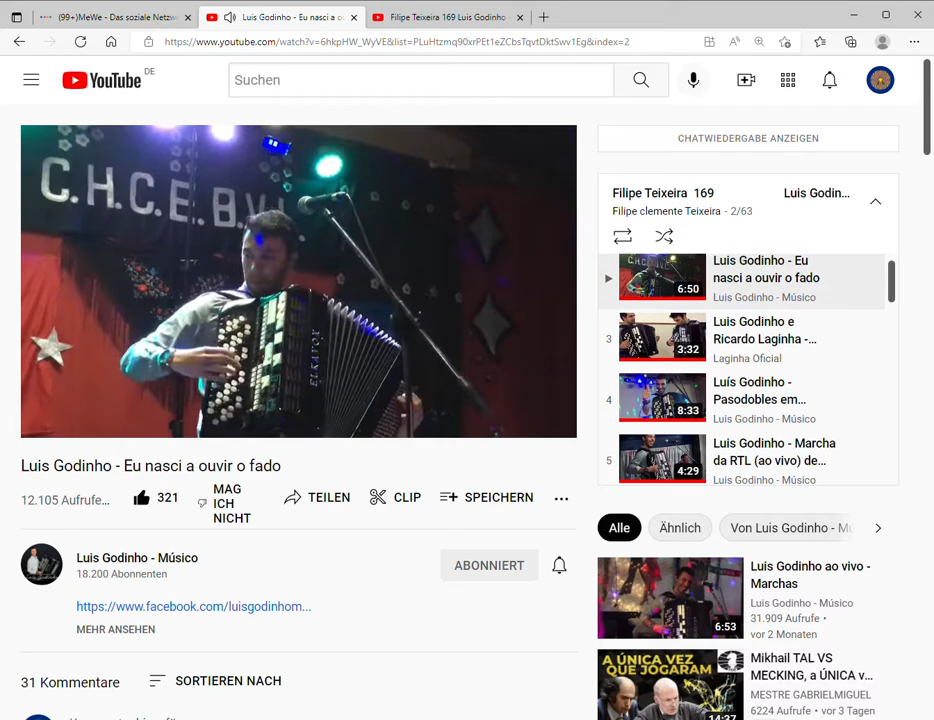 (99+)MeWe - Das soziale Netzwe
Luis Godinho - Eu nasci a o
Filipe Teixeira 169 Luis Godinho
https://www.youtube.com/watch?v=6hkpHW_WyVE&list=PLuHtzmq90xrPEt1eZCbsTqvtDktSwv1Eg&index=2
YouTube DE
Suchen
C.H.C.E.B.V.
ELKAVOX
Luis Godinho - Eu nasci a ouvir o fado
12.105 Aufrufe...
321
MAG ICH NICHT
TEILEN
CLIP
SPEICHERN
Luis Godinho - Músico
18.200 Abonnenten
ABONNIERT
https://www.facebook.com/luisgodinhom...
MEHR ANSEHEN
31 Kommentare
SORTIEREN NACH
CHATWIEDERGABE ANZEIGEN
Filipe Teixeira 169 Luis Godin...
Filipe clemente Teixeira - 2/63
6:50
Luis Godinho - Eu
nasci a ouvir o fado
Luis Godinho - Músico
3
3:32
Luis Godinho e
Ricardo Laginha -...
Laginha Oficial
4
8:33
Luís Godinho -
Pasodobles em...
Luis Godinho - Músico
5
4:29
Luis Godinho - Marcha
da RTL (ao vivo) de...
Luis Godinho - Músico
Alle
Ähnlich
Von Luis Godinho - Mú
6:53
Luis Godinho ao vivo -
Marchas
Luis Godinho - Músico
31.909 Aufrufe •
vor 2 Monaten
A ÚNICA VEZ
QUE JOGARAM
14:37
Mikhail TAL VS
MECKING, a ÚNICA v...
MESTRE GABRIELMIGUEL
6224 Aufrufe • vor 3 Tagen